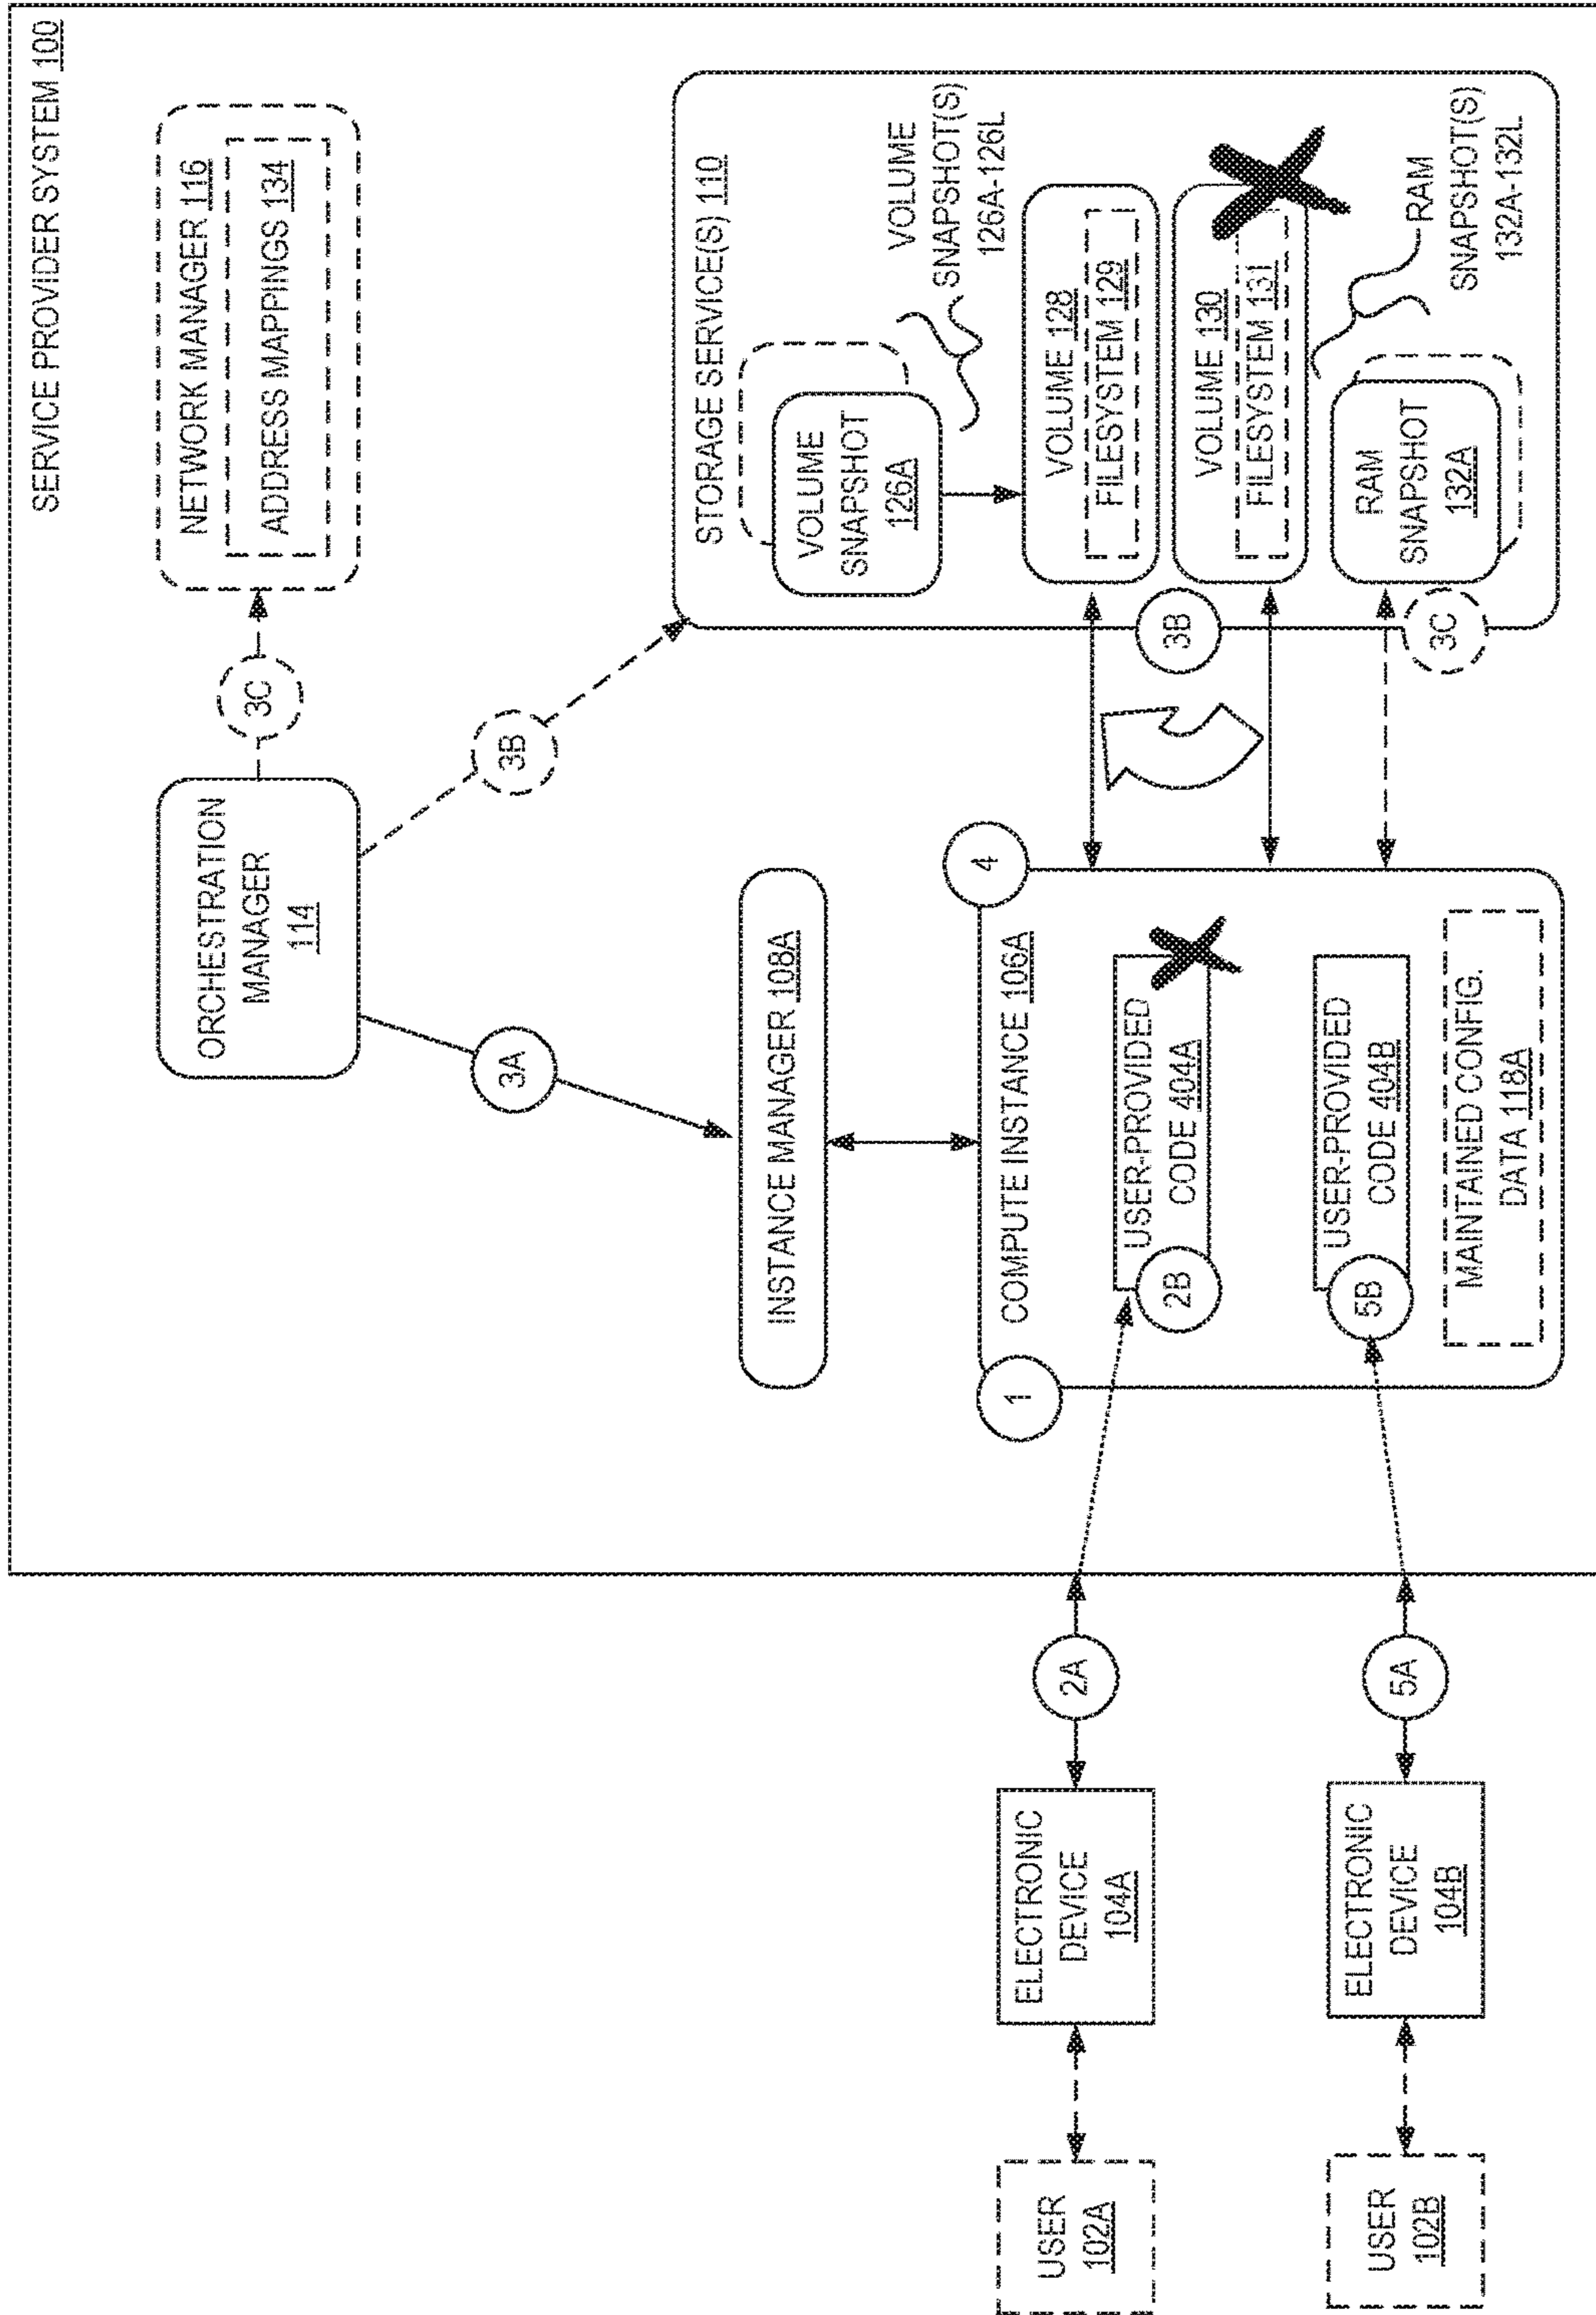 SERVICE PROVIDER SYSTEM 100
ORCHESTRATION
MANAGER
114
3C
NETWORK MANAGER 116
ADDRESS MAPPINGS 134
3A
3B
INSTANCE MANAGER 108A
STORAGE SERVICE(S) 110
VOLUME
SNAPSHOT
126A
VOLUME
SNAPSHOT(S)
126A-126L
1
COMPUTE INSTANCE 106A
4
VOLUME 128
FILESYSTEM 129
USER
102A
ELECTRONIC
DEVICE
104A
2A
2B
USER-PROVIDED
CODE 404A
3B
VOLUME 130
FILESYSTEM 131
USER
102B
ELECTRONIC
DEVICE
104B
5A
5B
USER-PROVIDED
CODE 404B
3C
RAM
SNAPSHOT
132A
RAM
SNAPSHOT(S)
132A-132L
MAINTAINED CONFIG.
DATA 118A